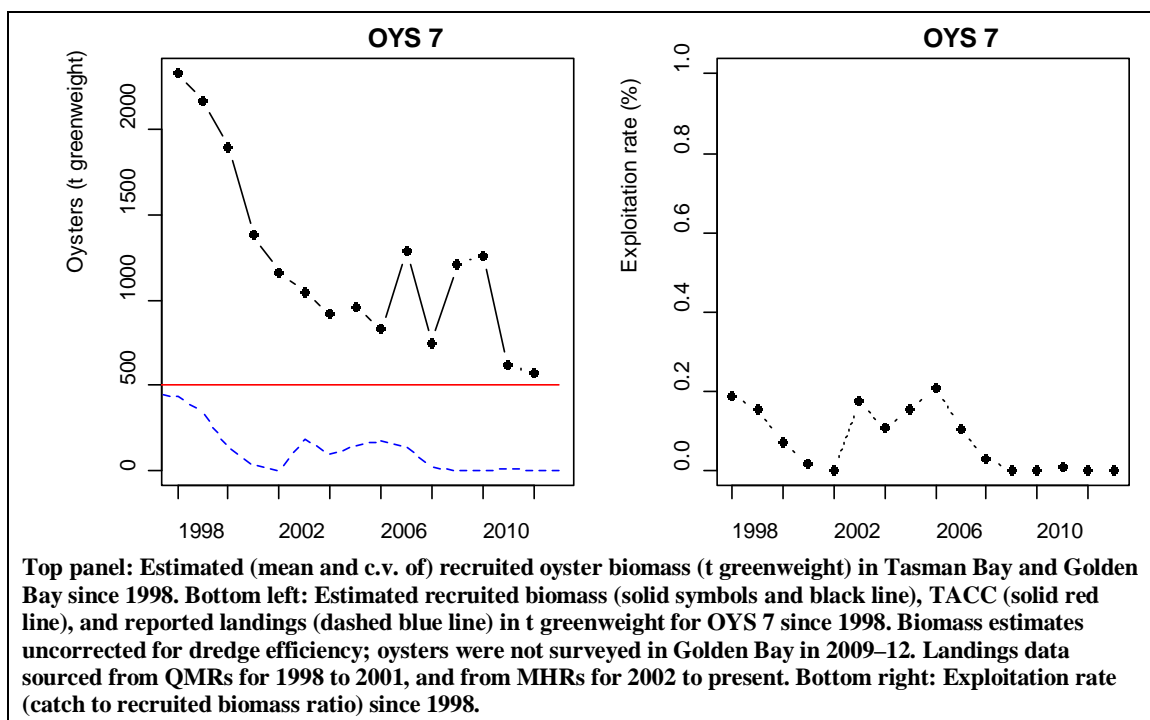 OYS 7
Oysters (t greenweight)
2000
1500
1000
500
0
1998
2002
2006
2010
OYS 7
Exploitation rate (%)
1.0
0.8
0.6
0.4
0.2
0.0
1998
2002
2006
2010
Top panel: Estimated (mean and c.v. of) recruited oyster biomass (t greenweight) in Tasman Bay and Golden
Bay since 1998. Bottom left: Estimated recruited biomass (solid symbols and black line), TACC (solid red
line), and reported landings (dashed blue line) in t greenweight for OYS 7 since 1998. Biomass estimates
uncorrected for dredge efficiency; oysters were not surveyed in Golden Bay in 2009–12. Landings data
sourced from QMRs for 1998 to 2001, and from MHRs for 2002 to present. Bottom right: Exploitation rate
(catch to recruited biomass ratio) since 1998.